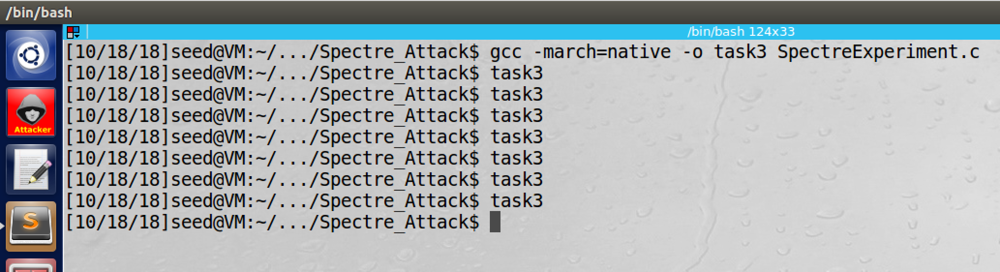 /bin/bash
/bin/bash 124x33
[10/18/18]seed@VM:~/.../Spectre_Attack$ gcc -march=native -o task3 SpectreExperiment.c
[10/18/18]seed@VM:~/.../Spectre_Attack$ task3
[10/18/18]seed@VM:~/.../Spectre_Attack$ task3
[10/18/18]seed@VM:~/.../Spectre_Attack$ task3
[10/18/18]seed@VM:~/.../Spectre_Attack$ task3
[10/18/18]seed@VM:~/.../Spectre_Attack$ task3
[10/18/18]seed@VM:~/.../Spectre_Attack$ task3
[10/18/18]seed@VM:~/.../Spectre_Attack$ task3
[10/18/18]seed@VM:~/.../Spectre_Attack$
Attacker
S